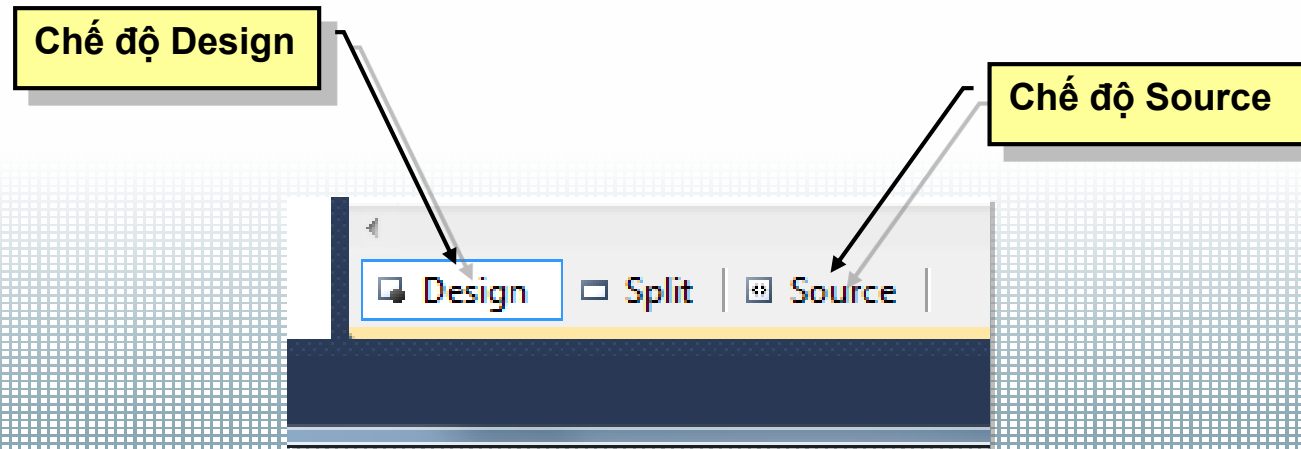 Chế độ Design
Chế độ Source
Design Split Source